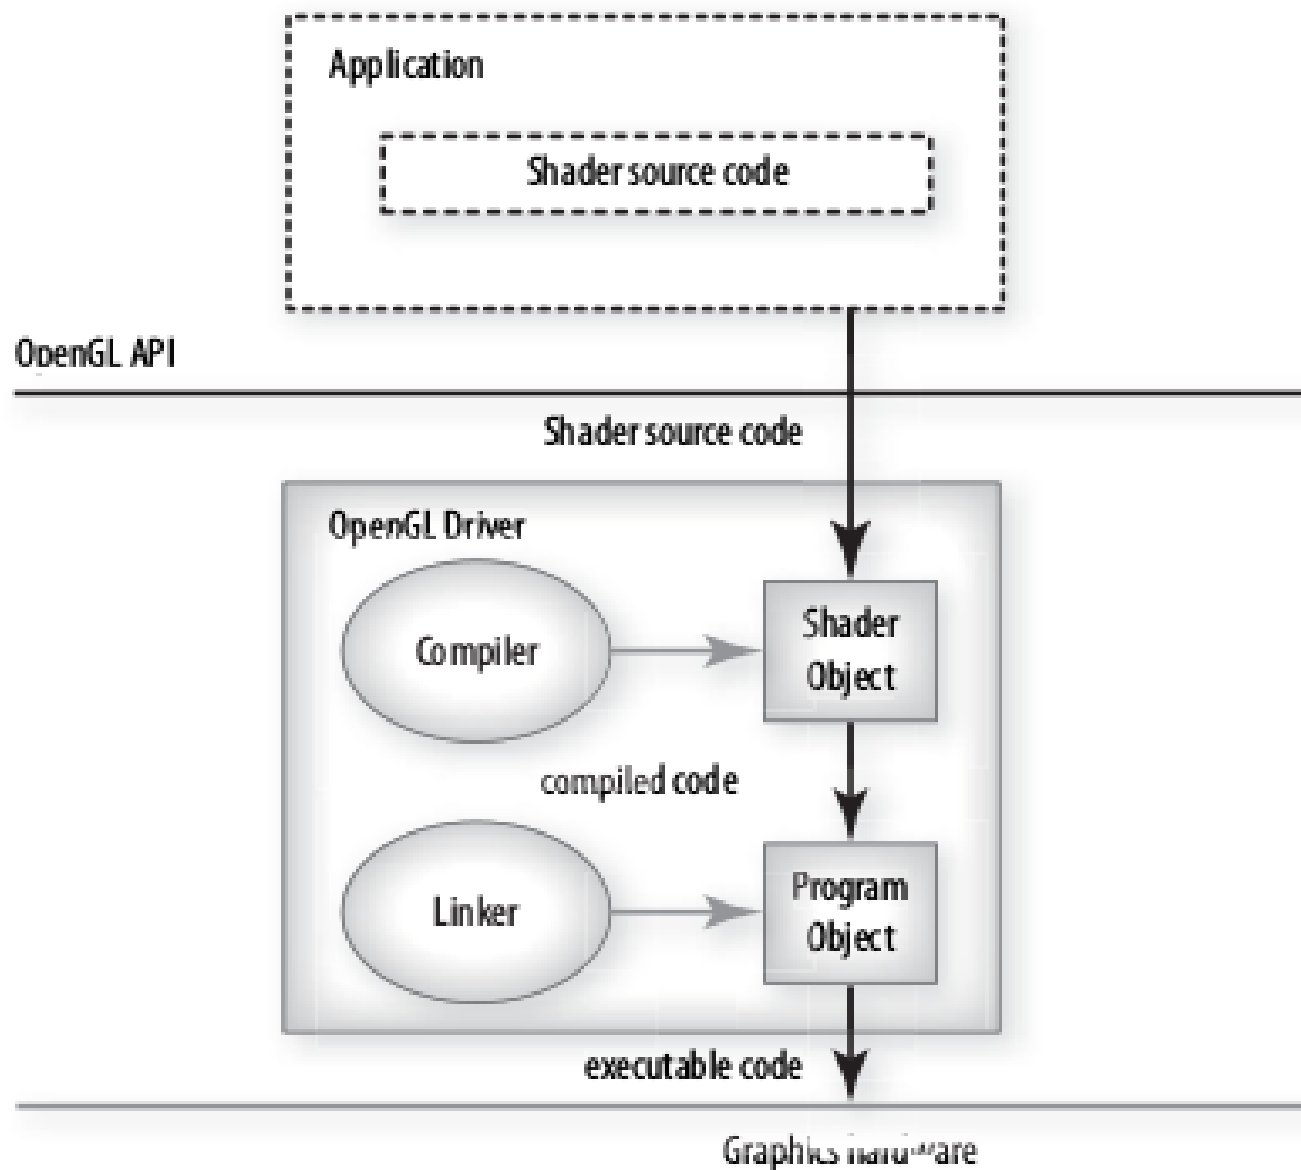 Application
Shader source code
OpenGL API
Shader source code
OpenGL Driver
Compiler
Shader
Object
compiled code
Linker
Program
Object
executable code
Graphics hardware